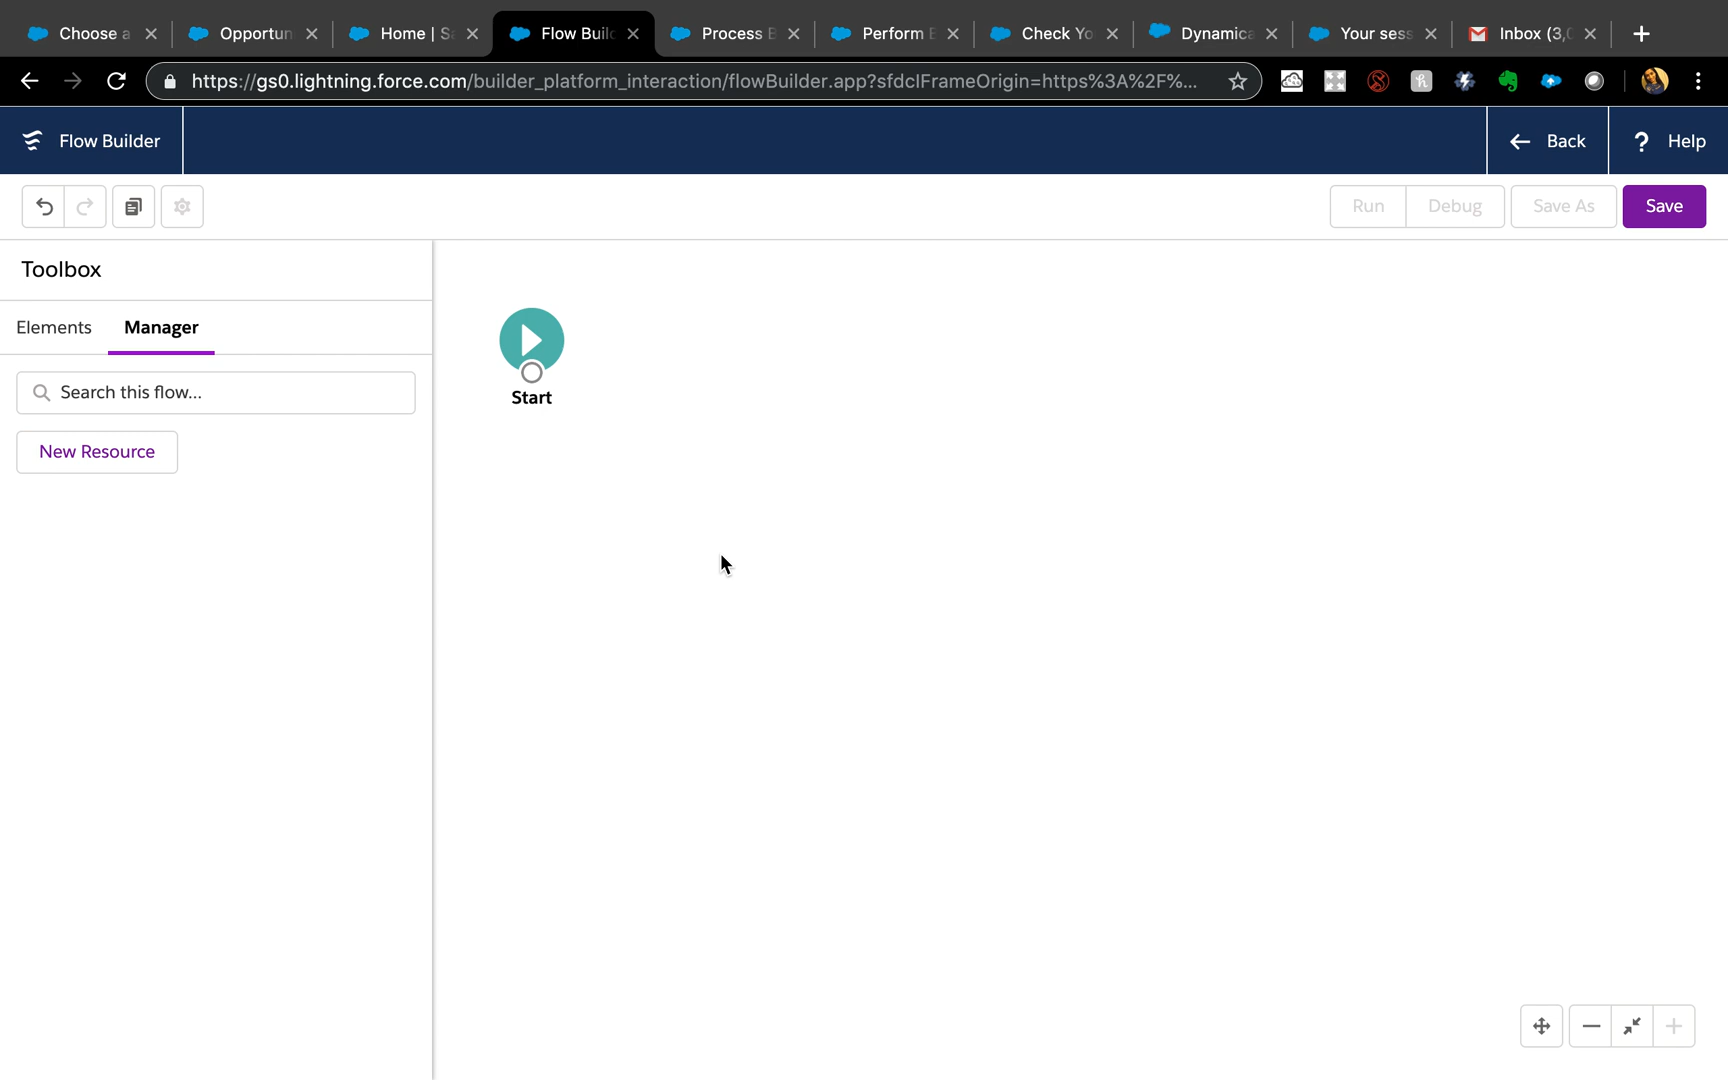 Choose a
Opportun
Home | S
Flow Buil
Process B
Perform E
Check Yo
Dynamica
Your sess
Inbox (3,0
https://gs0.lightning.force.com/builder_platform_interaction/flowBuilder.app?sfdcIFrameOrigin=https%3A%2F%...
Flow Builder
Back
? Help
Run
Debug
Save As
Save
Toolbox
Elements
Manager
Search this flow...
New Resource
Start